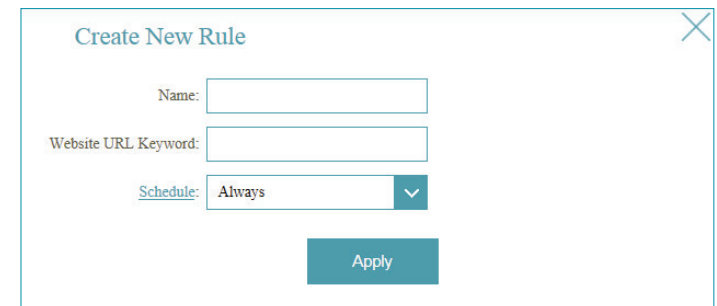 Create New Rule
Name:
Website URL Keyword:
Schedule: Always
Apply